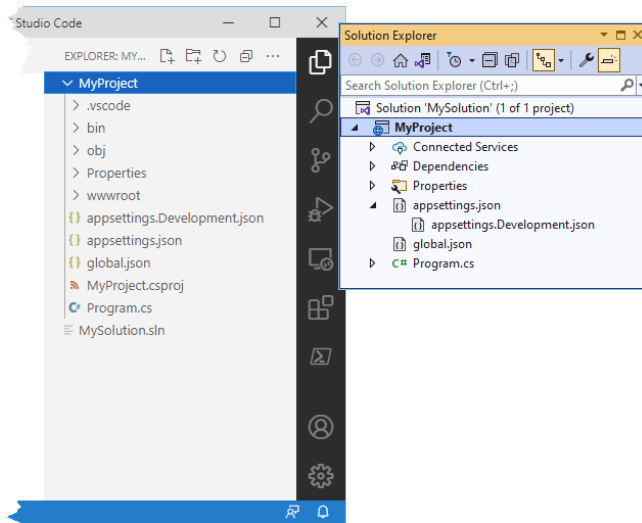 Studio Code
EXPLORER: MY...
MyProject
.vscode
bin
obj
Properties
wwwroot
appsettings.Development.json
appsettings.json
global.json
MyProject.csproj
Program.cs
MySolution.sln
Solution Explorer
Search Solution Explorer (Ctrl+;)
Solution 'MySolution' (1 of 1 project)
MyProject
Connected Services
Dependencies
Properties
appsettings.json
appsettings.Development.json
global.json
C# Program.cs